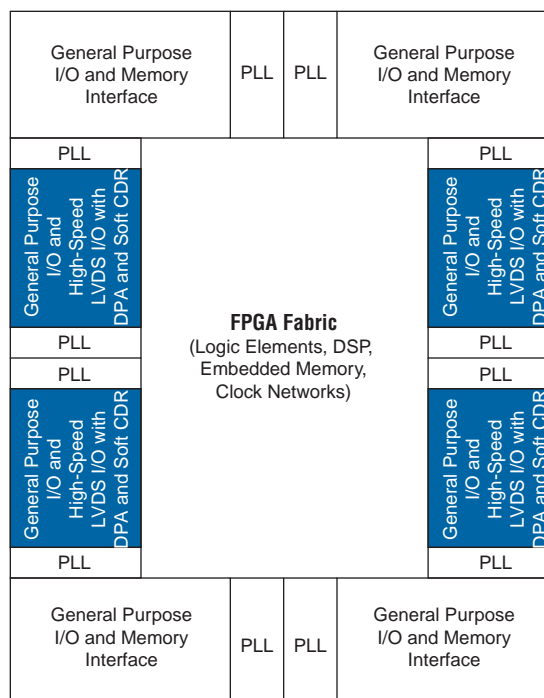 General Purpose
I/O and Memory
Interface
PLL
PLL
General Purpose
I/O and Memory
Interface
PLL
General Purpose
I/O and
High-Speed
LVDS I/O with
DPA and Soft CDR
PLL
PLL
General Purpose
I/O and
High-Speed
LVDS I/O with
DPA and Soft CDR
PLL
FPGA Fabric
(Logic Elements, DSP,
Embedded Memory,
Clock Networks)
PLL
General Purpose
I/O and
High-Speed
LVDS I/O with
DPA and Soft CDR
PLL
PLL
General Purpose
I/O and
High-Speed
LVDS I/O with
DPA and Soft CDR
PLL
General Purpose
I/O and Memory
Interface
PLL
PLL
General Purpose
I/O and Memory
Interface